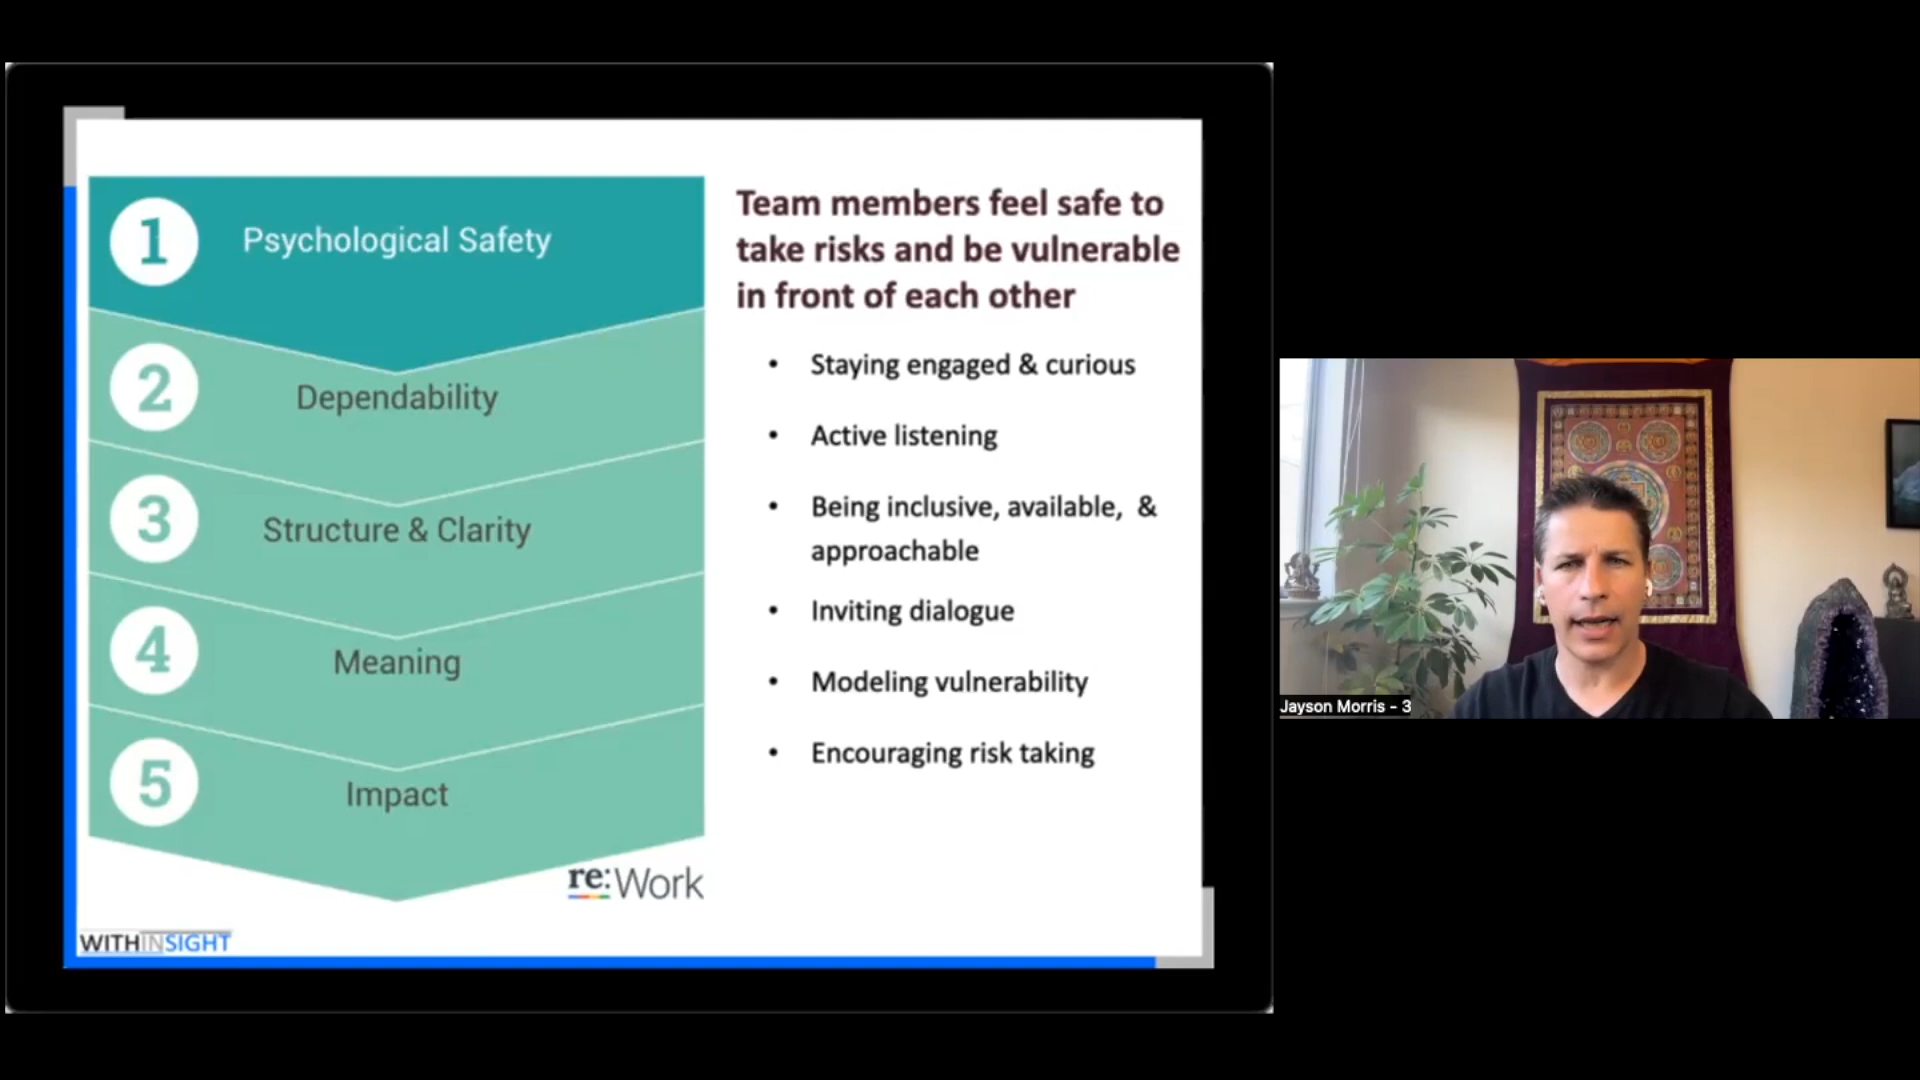 1
Psychological Safety
2
Dependability
3
Structure & Clarity
4
Meaning
5
Impact
re:Work
WITHINSIGHT
Team members feel safe to
take risks and be vulnerable
in front of each other
• Staying engaged & curious
• Active listening
• Being inclusive, available, &
approachable
• Inviting dialogue
• Modeling vulnerability
• Encouraging risk taking
Jayson Morris - 3